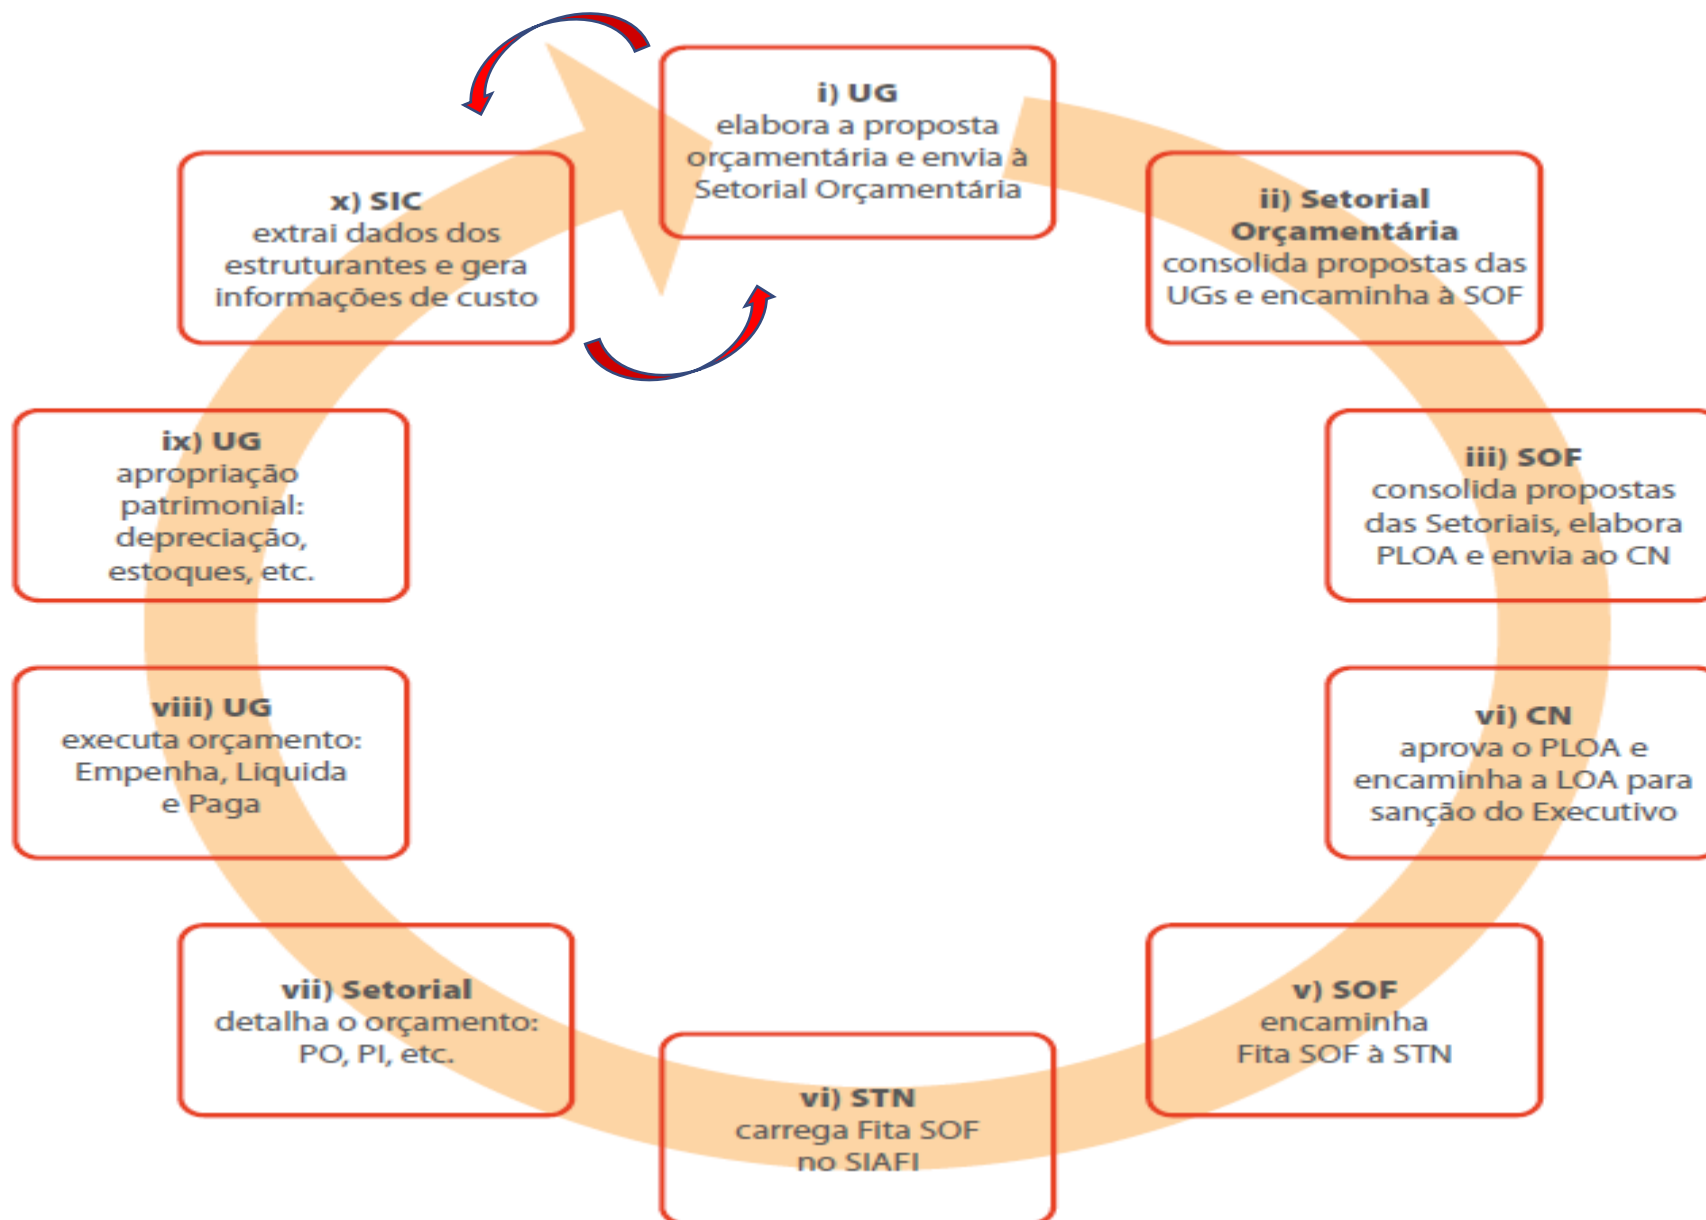 i) UG
elabora a proposta
orçamentária e envia à
Setorial Orçamentária
ii) Setorial
Orçamentária
consolida propostas das
UGs e encaminha à SOF
iii) SOF
consolida propostas
das Setoriais, elabora
PLOA e envia ao CN
vi) CN
aprova o PLOA e
encaminha a LOA para
sanção do Executivo
v) SOF
encaminha
Fita SOF à STN
vi) STN
carrega Fita SOF
no SIAFI
vii) Setorial
detalha o orçamento:
PO, PI, etc.
viii) UG
executa orçamento:
Empenha, Liquida
e Paga
ix) UG
apropriação
patrimonial:
depreciação,
estoques, etc.
x) SIC
extrai dados dos
estruturantes e gera
informações de custo